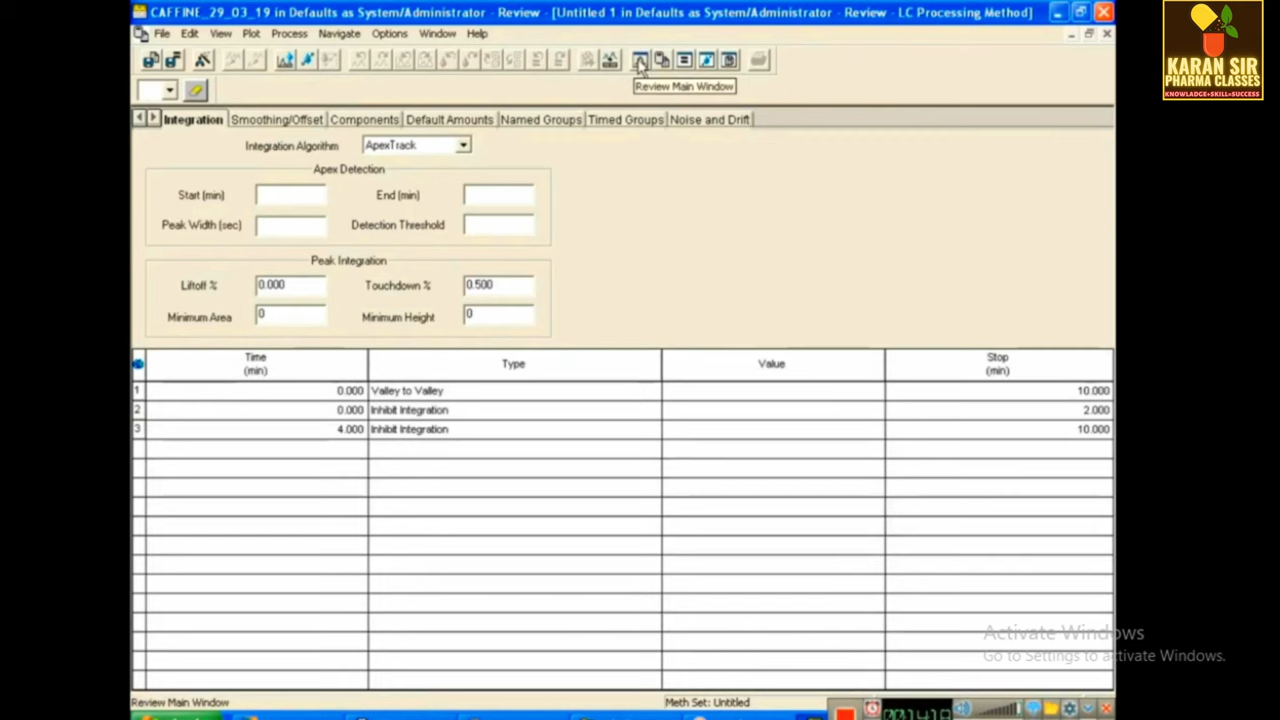 CAFFINE_29_03_19 in Defaults as System/Administrator - Review - [Untitled 1 in Defaults as System/Administrator - Review - LC Processing Method]
File Edit View Plot Process Navigate Options Window Help
Review Main Window
Integration Smoothing/Offset Components Default Amounts Named Groups Timed Groups Noise and Drift
Integration Algorithm ApexTrack
Apex Detection
Start (min) End (min)
Peak Width (sec) Detection Threshold
Peak Integration
Liftoff % 0.000 Touchdown % 0.500
Minimum Area 0 Minimum Height 0
Time (min) Type Value Stop (min)
1 0.000 Valley to Valley 10.000
2 0.000 Inhibit Integration 2.000
3 4.000 Inhibit Integration 10.000
Review Main Window Meth Set: Untitled
KARAN SIR
PHARMA CLASSES
KNOWLADGE+SKILL=SUCCESS
Activate Windows
Go to Settings to activate Windows.